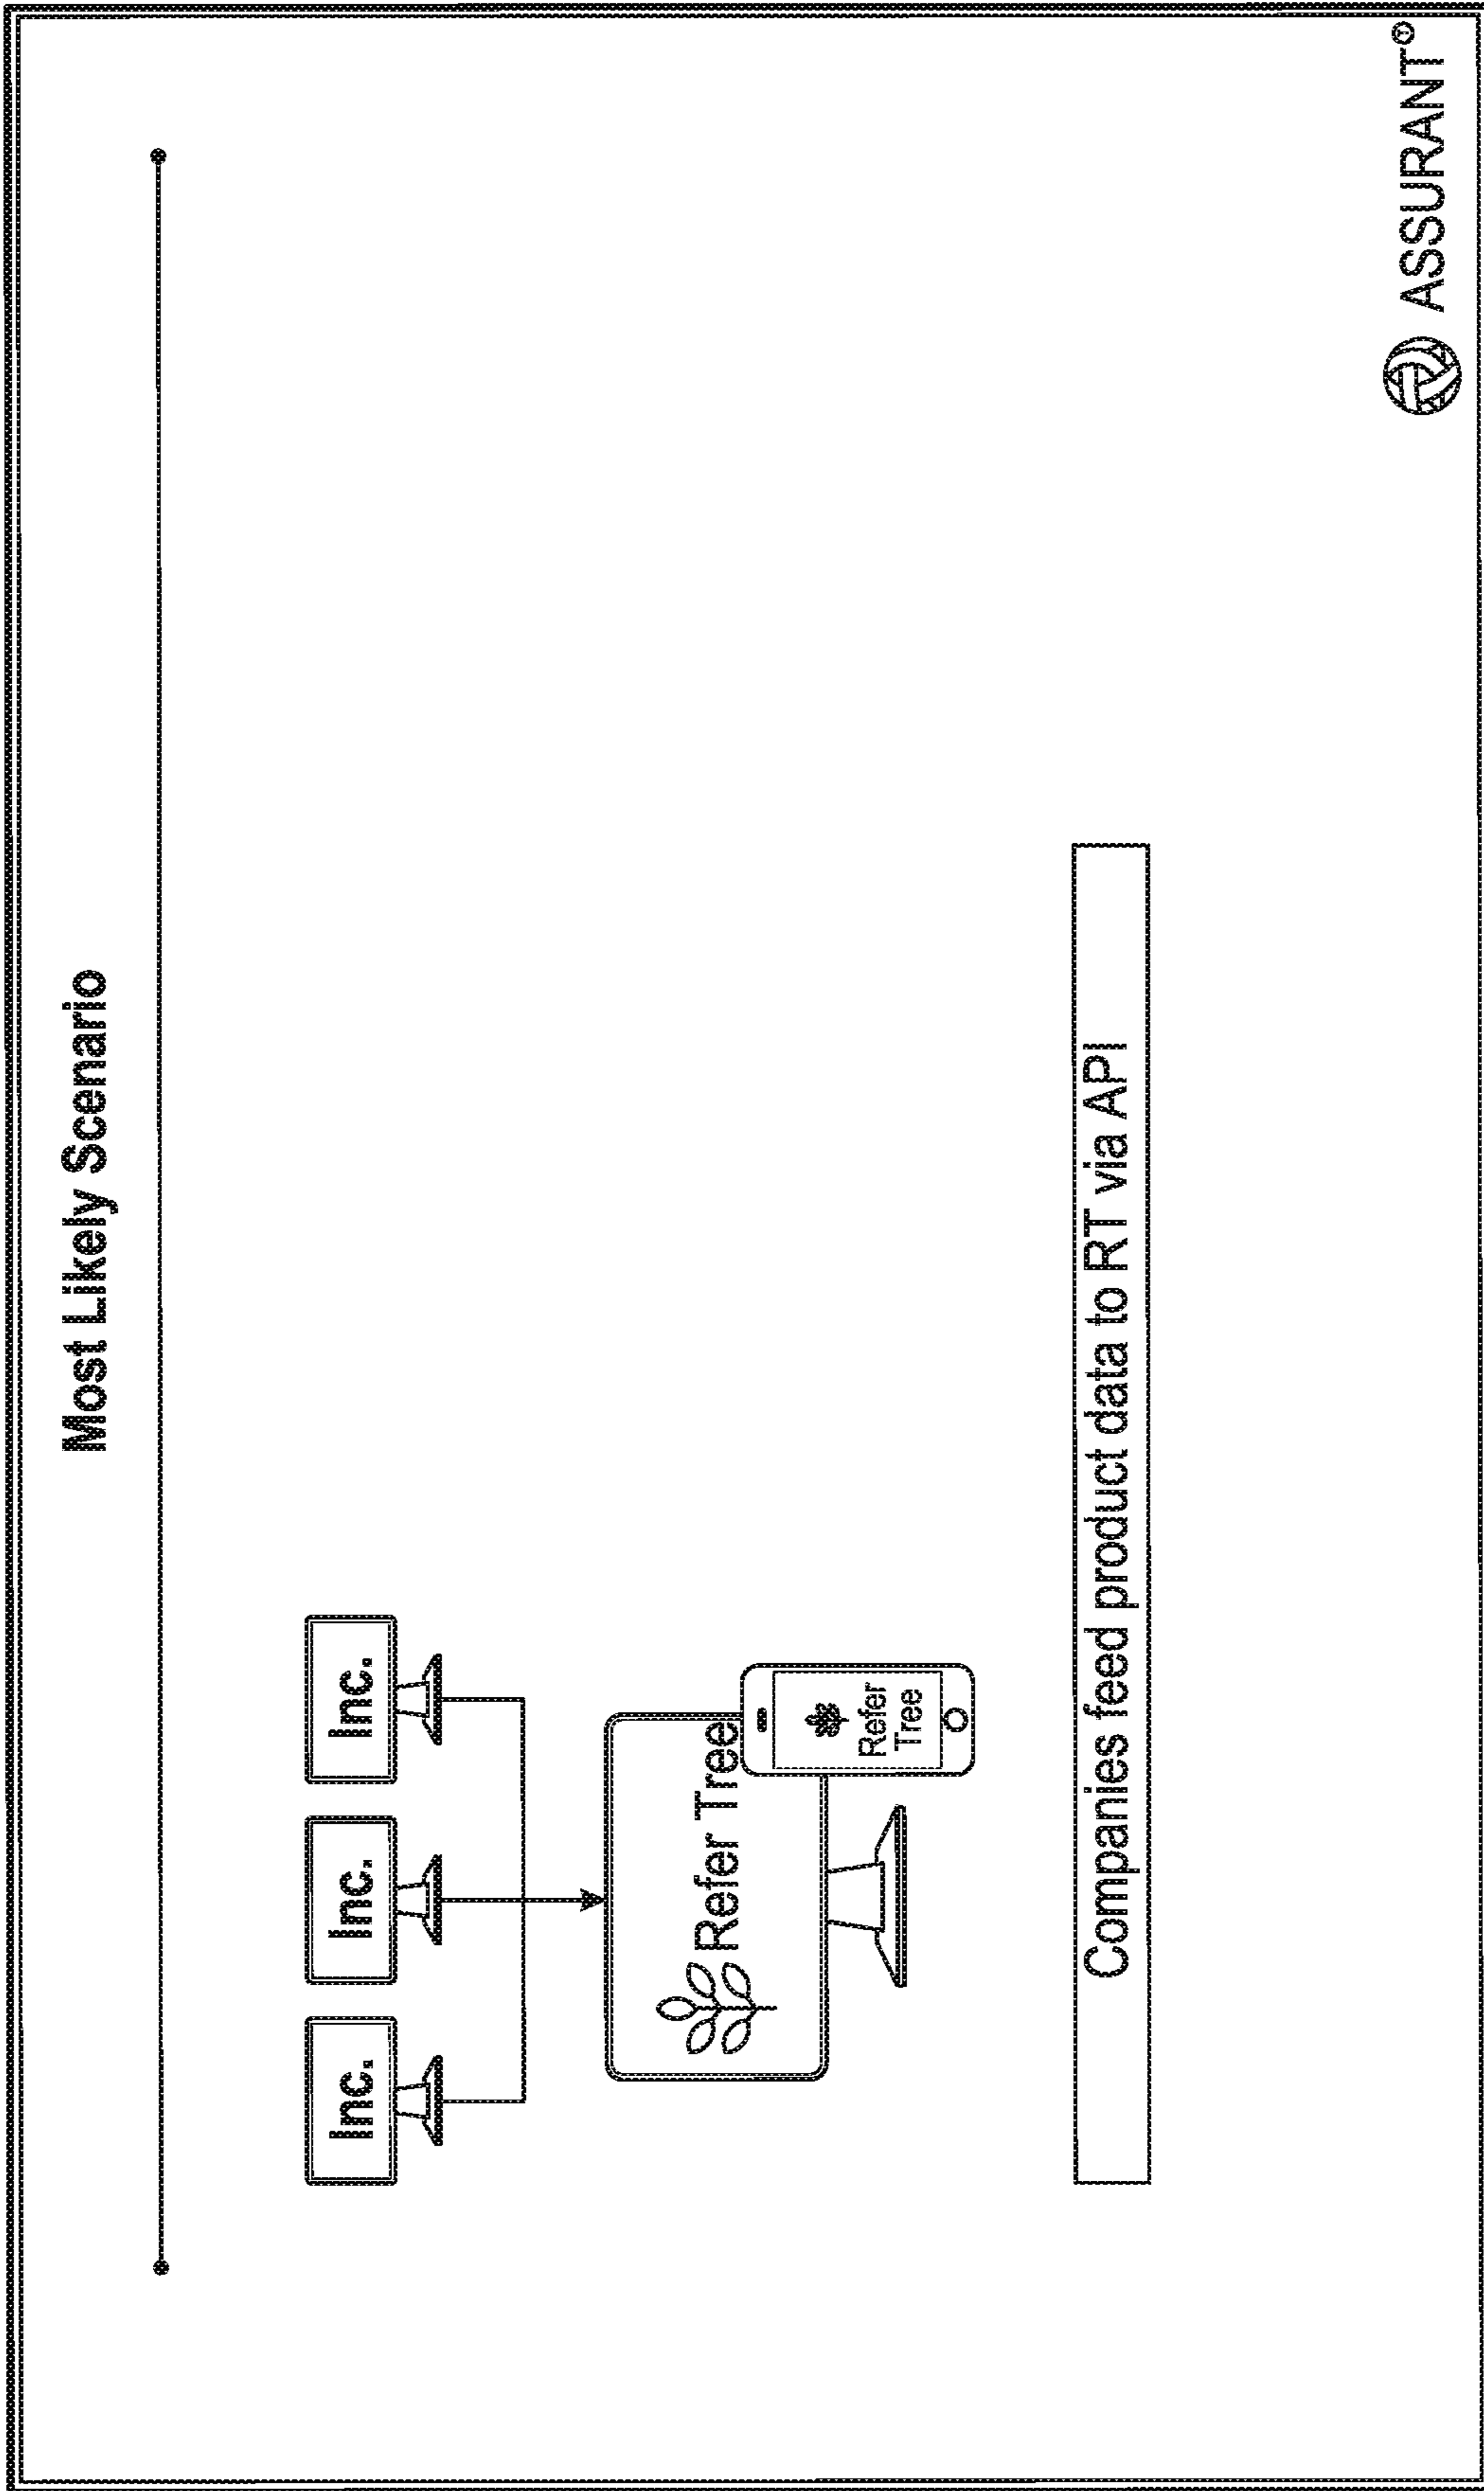 Most Likely Scenario
Inc.
Inc.
Inc.
Refer Tree
Refer
Tree
Companies feed product data to RT via API
ASSURANT®